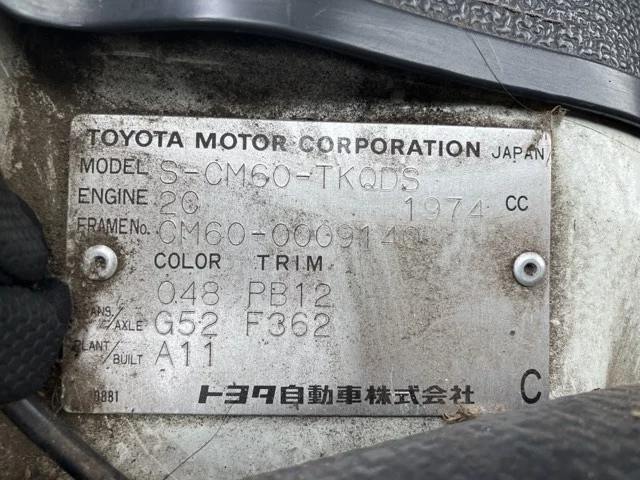 TOYOTA MOTOR CORPORATION JAPAN
MODEL S-CM60-TKQDS
ENGINE 2C 1974 CC
FRAME No. CM60-0009140
COLOR TRIM
048 PB12
TRANS./AXLE G52 F362
PLANT/BUILT A11
トヨタ自動車株式会社 C
0881